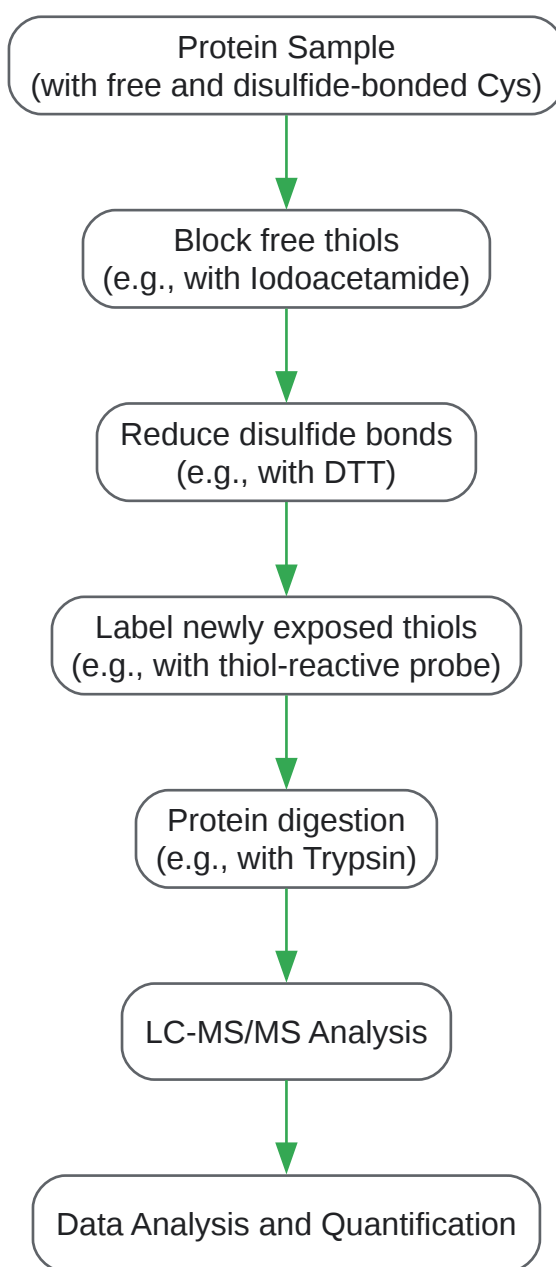 Protein Sample
(with free and disulfide-bonded Cys)
Block free thiols
(e.g., with Iodoacetamide)
Reduce disulfide bonds
(e.g., with DTT)
Label newly exposed thiols
(e.g., with thiol-reactive probe)
Protein digestion
(e.g., with Trypsin)
LC-MS/MS Analysis
Data Analysis and Quantification